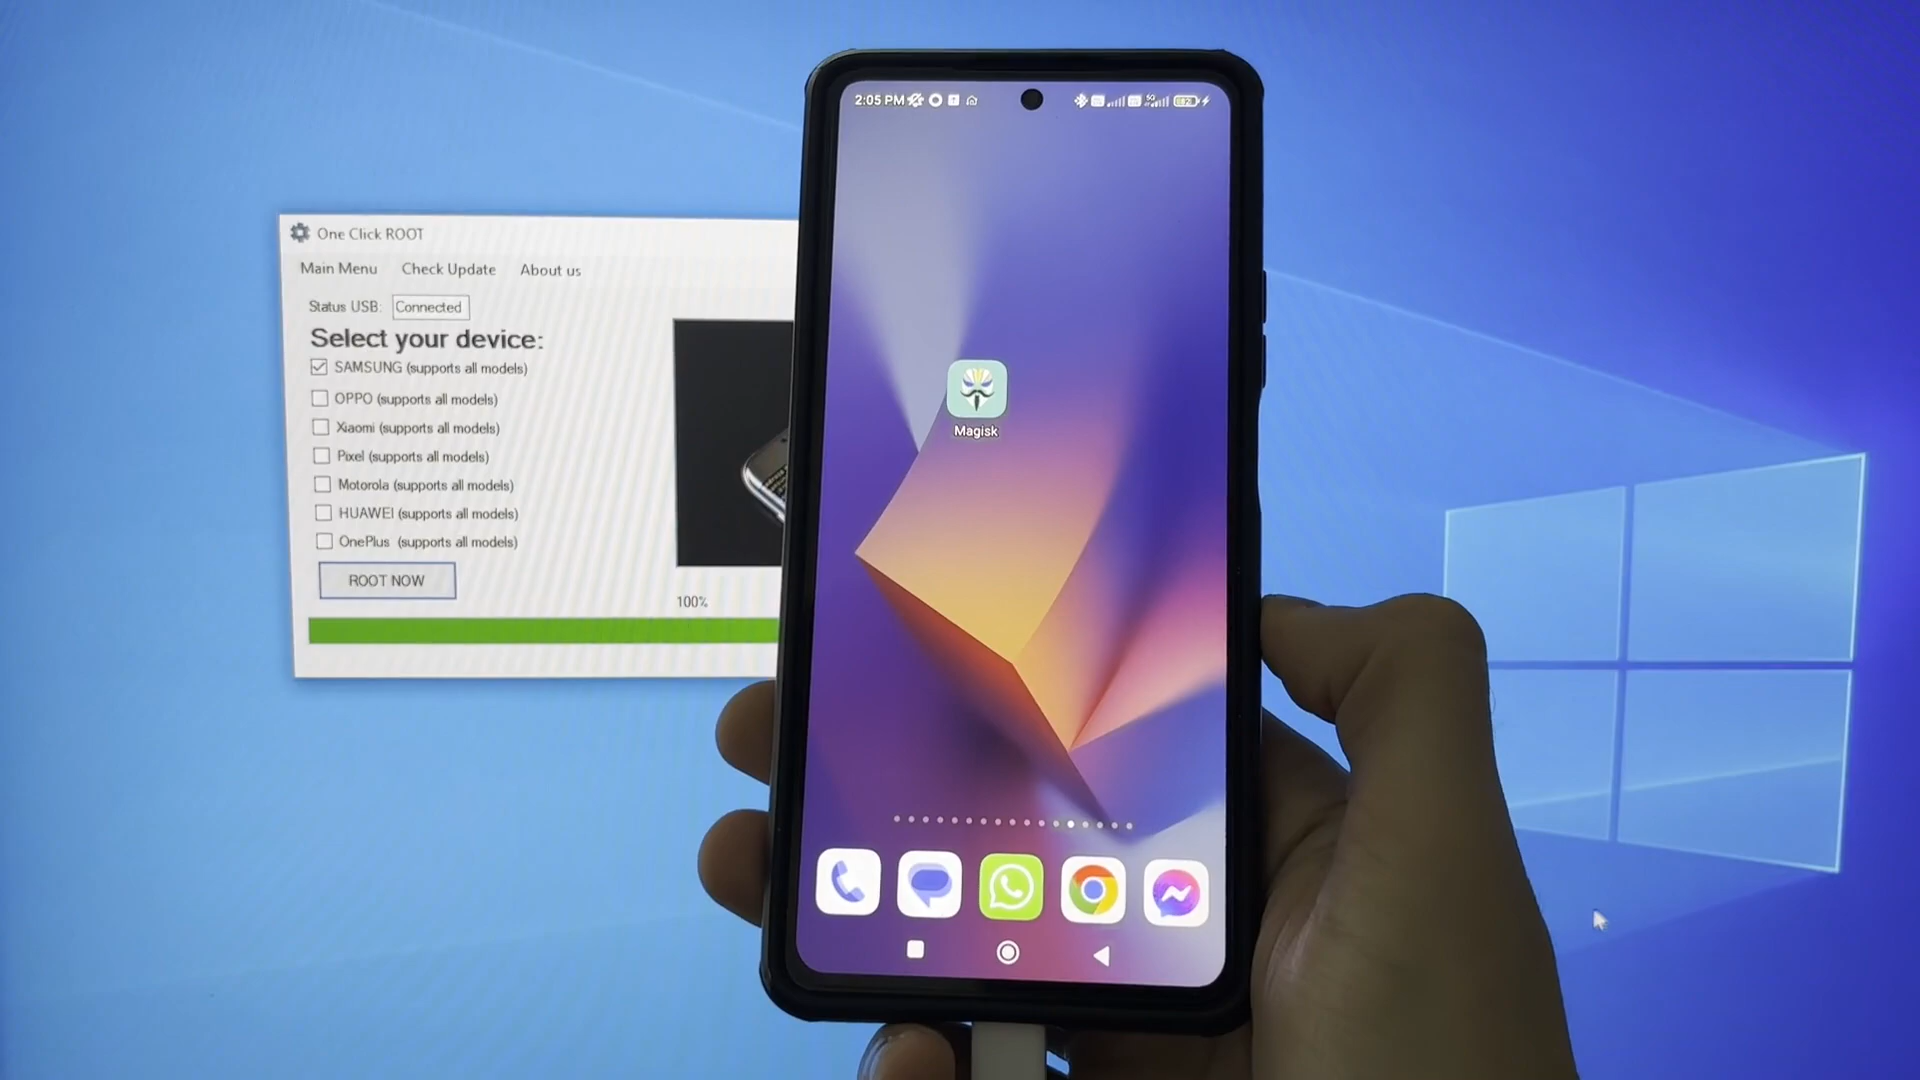 One Click ROOT
Main Menu Check Update About us
Status USB: Connected
Select your device:
SAMSUNG (supports all models)
OPPO (supports all models)
Xiaomi (supports all models)
Pixel (supports all models)
Motorola (supports all models)
HUAWEI (supports all models)
OnePlus (supports all models)
ROOT NOW
100%
2:05 PM
5G
82
Magisk